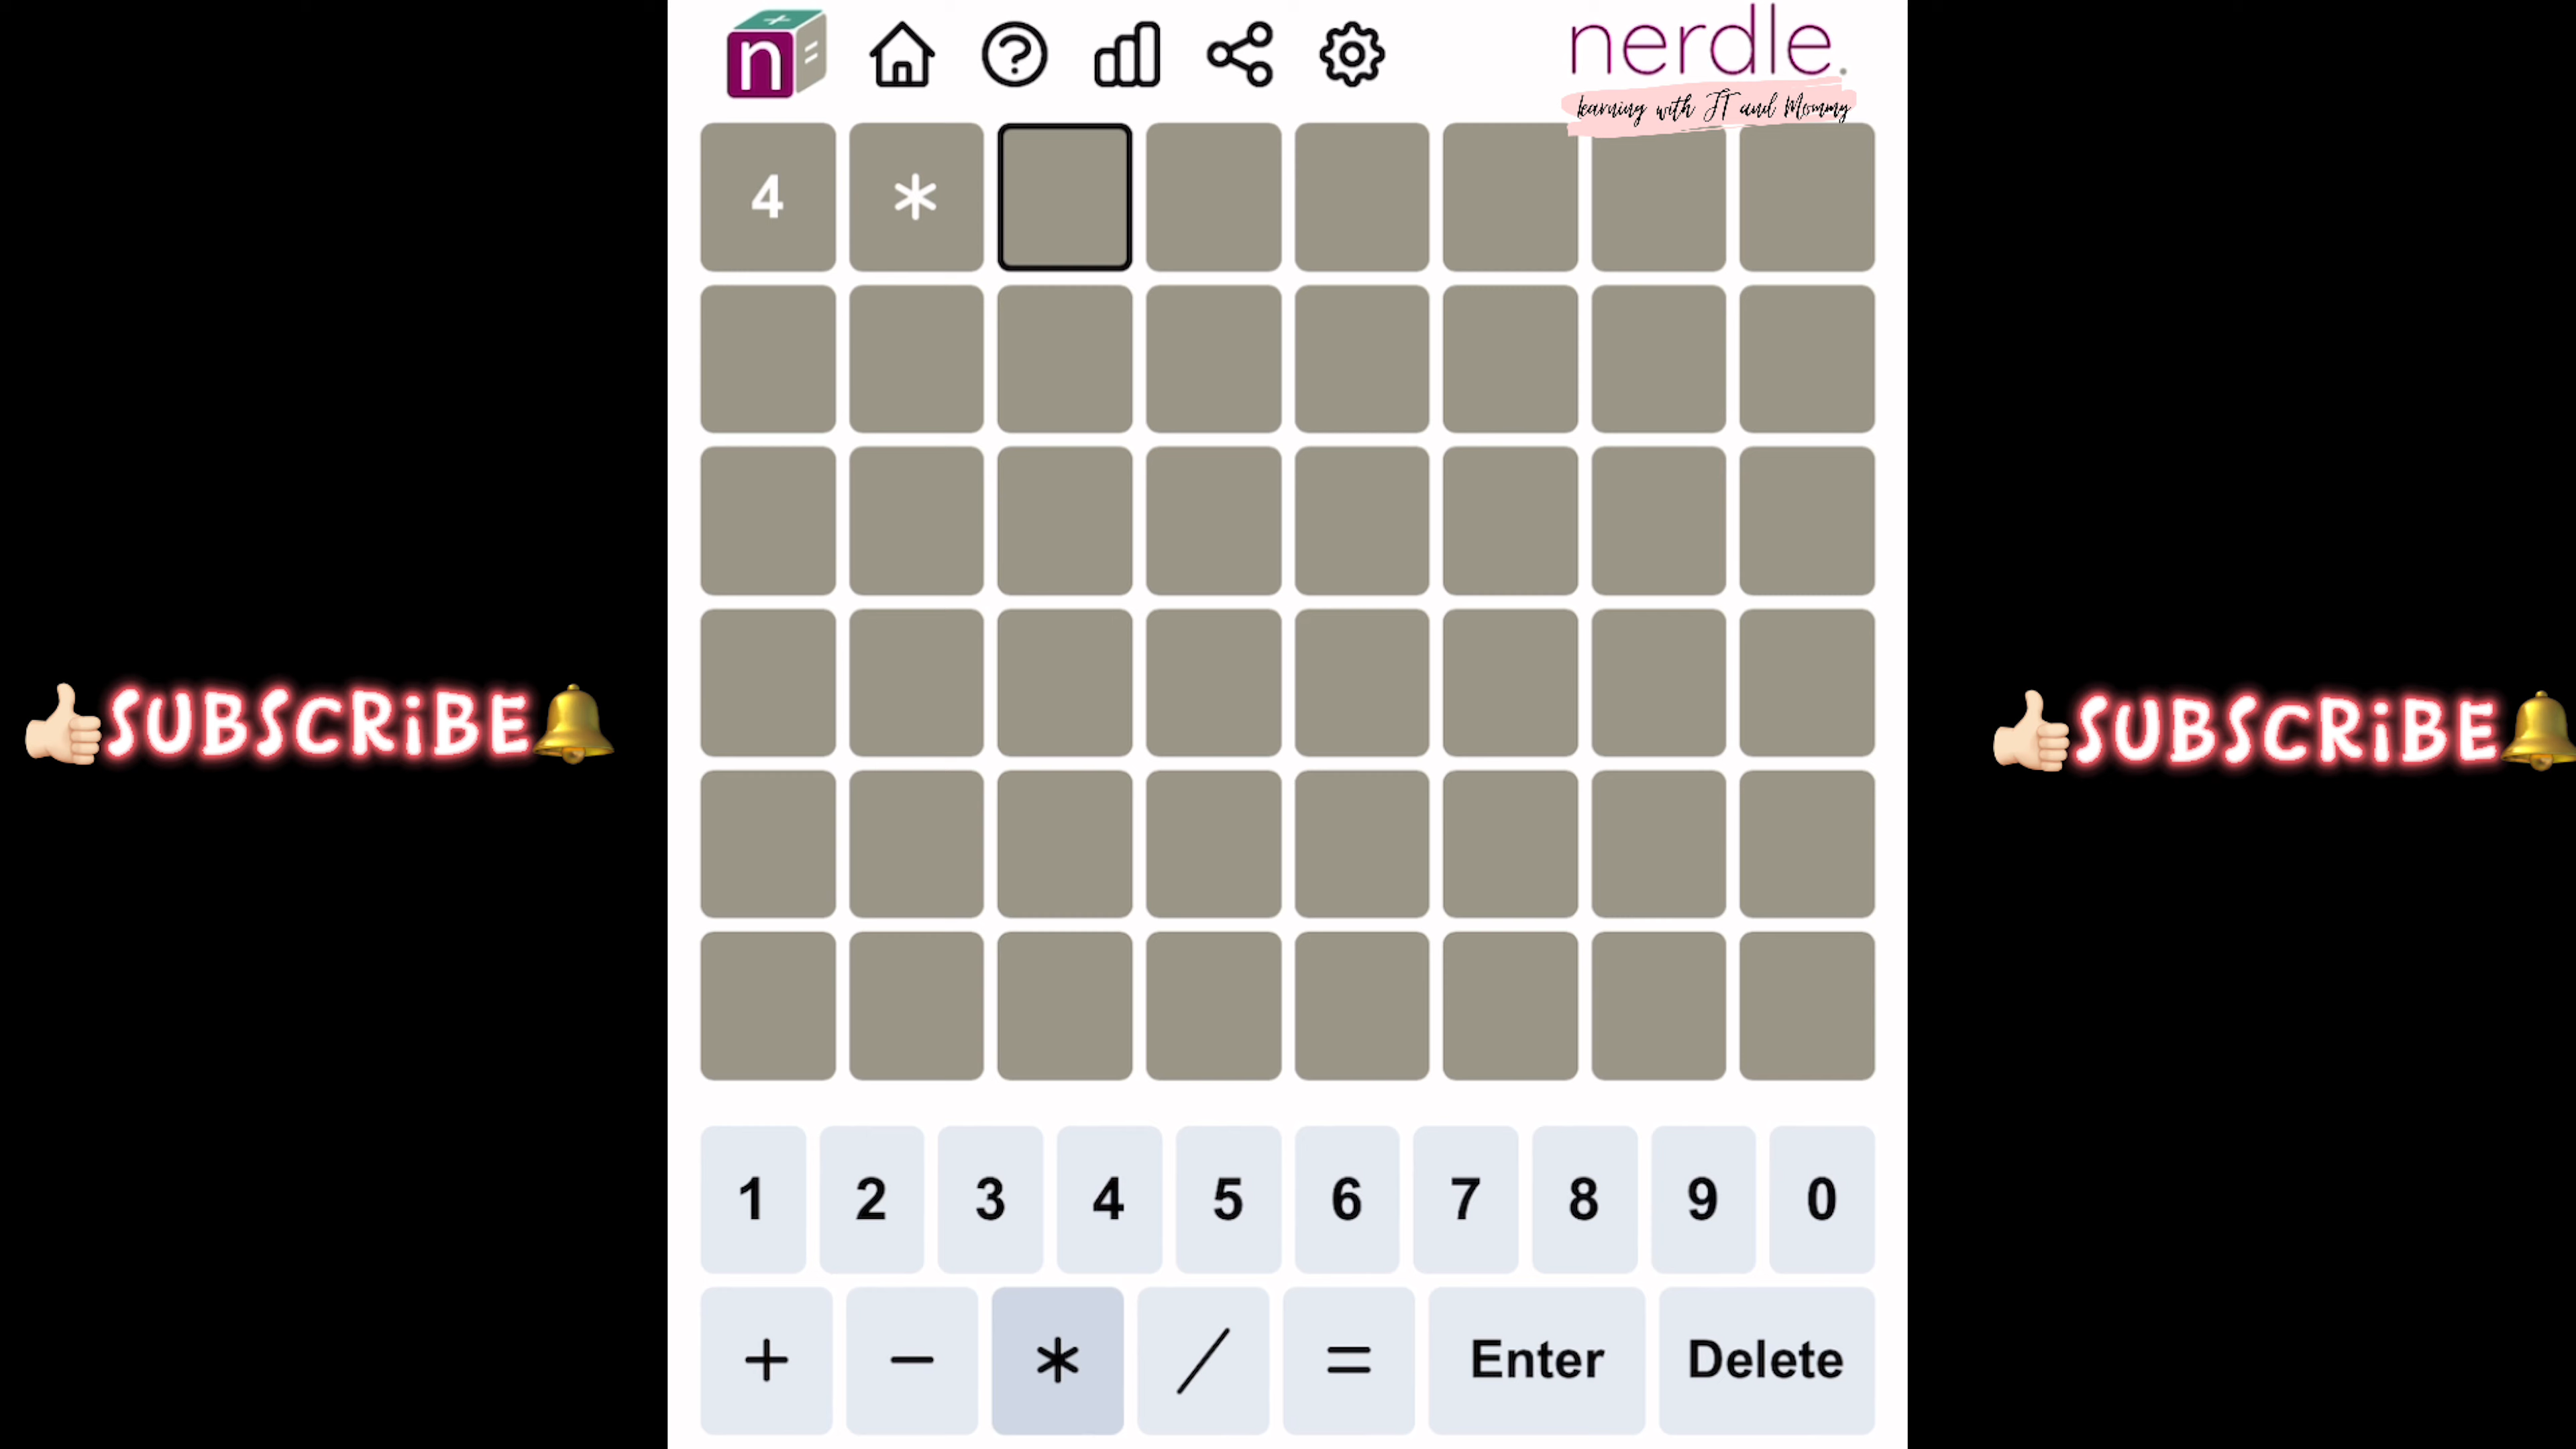 +
n =
?
nerdle.
learning with JT and Mommy
4 *
SUBSCRiBE
SUBSCRiBE
1 2 3 4 5 6 7 8 9 0
+ − * / = Enter Delete